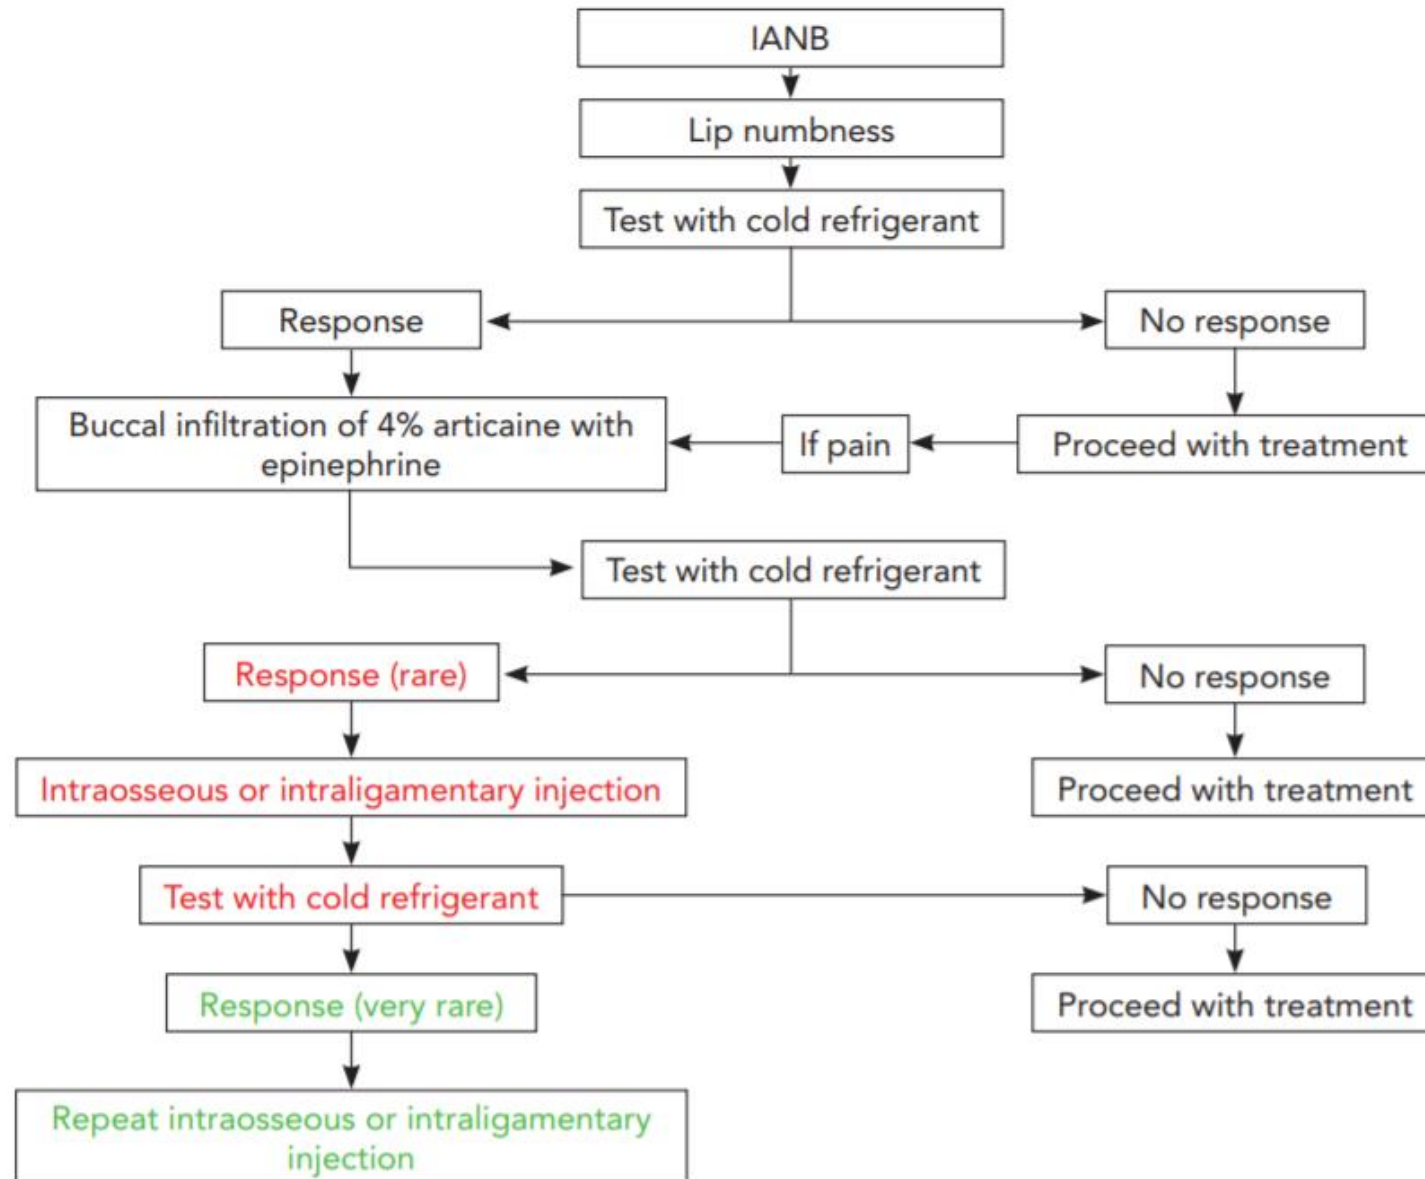 IANB
Lip numbness
Test with cold refrigerant
Response
No response
Buccal infiltration of 4% articaine with
epinephrine
If pain
Proceed with treatment
Test with cold refrigerant
Response (rare)
No response
Intraosseous or intraligamentary injection
Proceed with treatment
Test with cold refrigerant
No response
Response (very rare)
Proceed with treatment
Repeat intraosseous or intraligamentary
injection